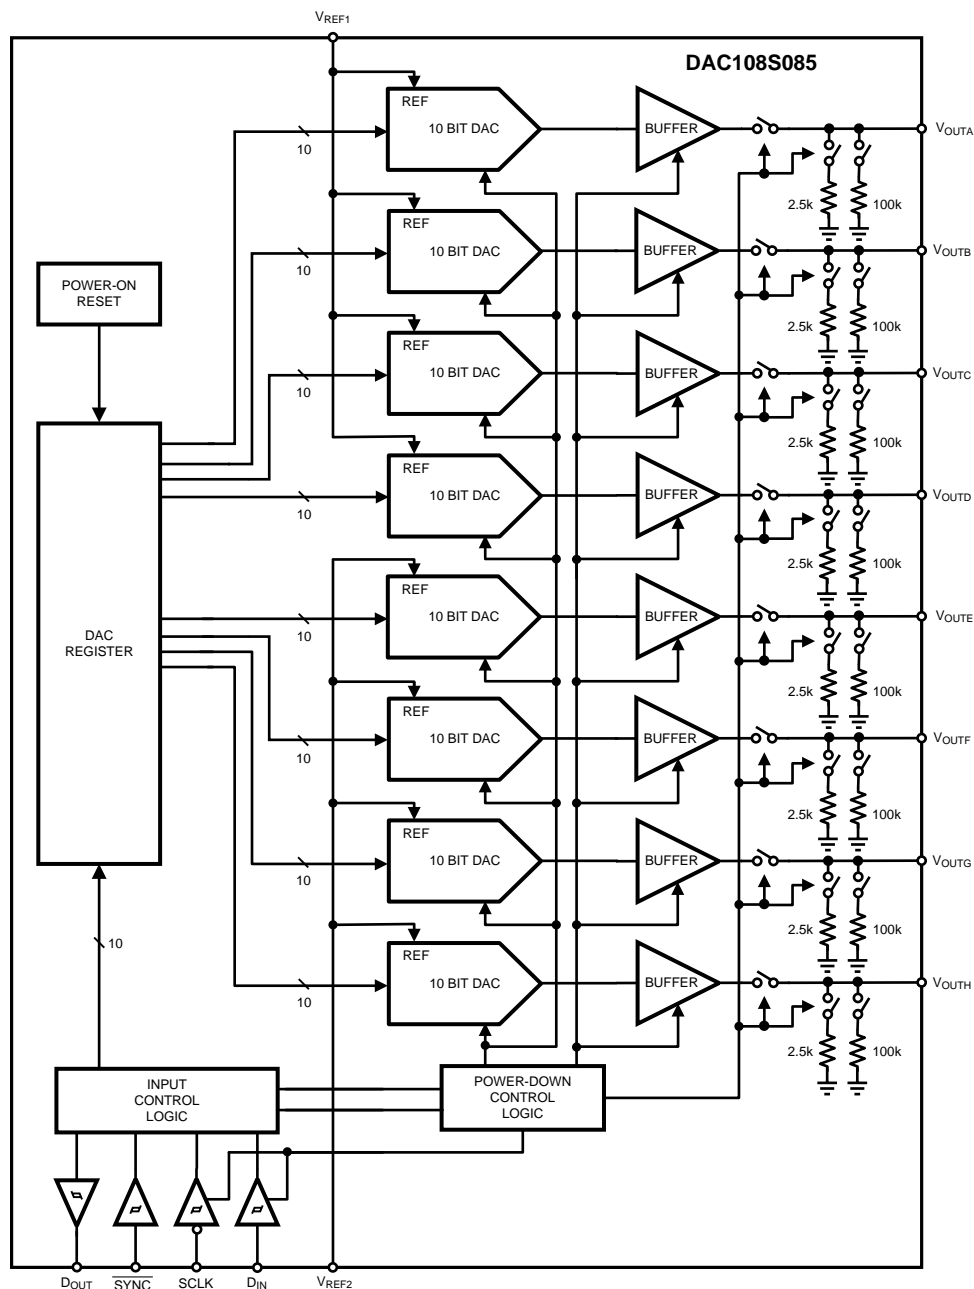 VREF1
DAC108S085
REF
10 BIT DAC
BUFFER
VOUTA
10
2.5k
100k
REF
10 BIT DAC
BUFFER
VOUTB
10
2.5k
100k
POWER-ON
RESET
REF
10 BIT DAC
BUFFER
VOUTC
10
2.5k
100k
REF
10 BIT DAC
BUFFER
VOUTD
10
2.5k
100k
REF
10 BIT DAC
BUFFER
VOUTE
10
DAC
REGISTER
2.5k
100k
REF
10 BIT DAC
BUFFER
VOUTF
10
2.5k
100k
REF
10 BIT DAC
BUFFER
VOUTG
10
2.5k
100k
10
REF
10 BIT DAC
BUFFER
VOUTH
10
2.5k
100k
INPUT
CONTROL
LOGIC
POWER-DOWN
CONTROL
LOGIC
DOUT
SYNC
SCLK
DIN
VREF2